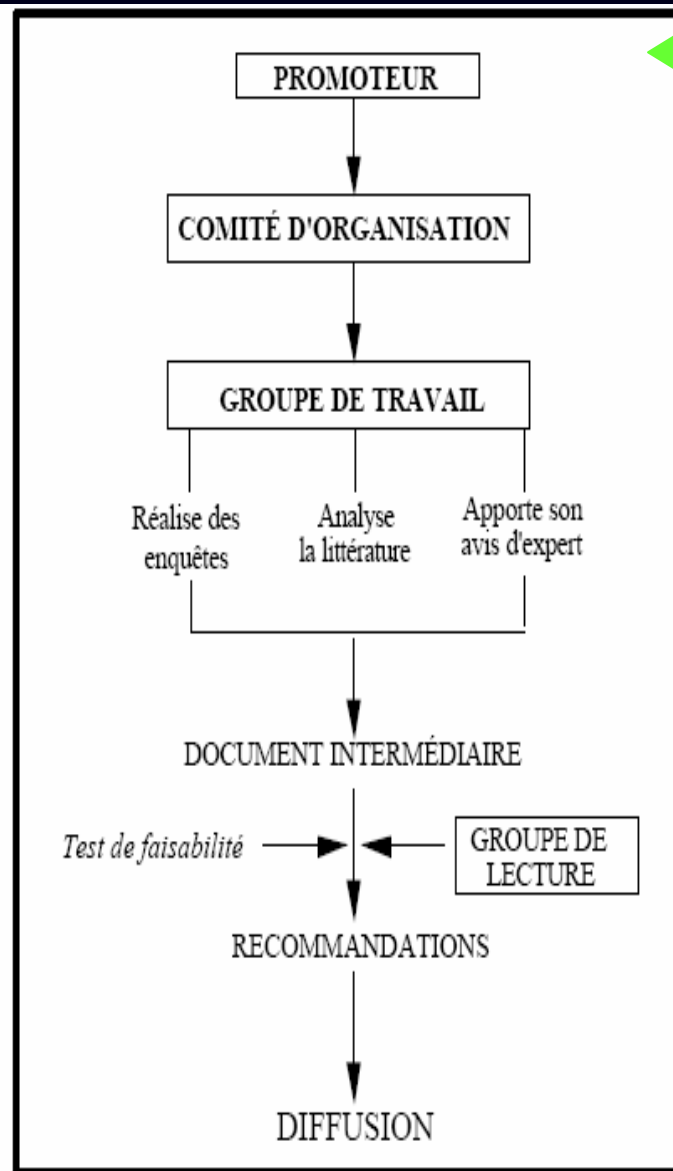 PROMOTEUR
COMITÉ D'ORGANISATION
GROUPE DE TRAVAIL
Réalise des
enquêtes
Analyse
la littérature
Apporte son
avis d'expert
DOCUMENT INTERMÉDIAIRE
Test de faisabilité
GROUPE DE
LECTURE
RECOMMANDATIONS
DIFFUSION